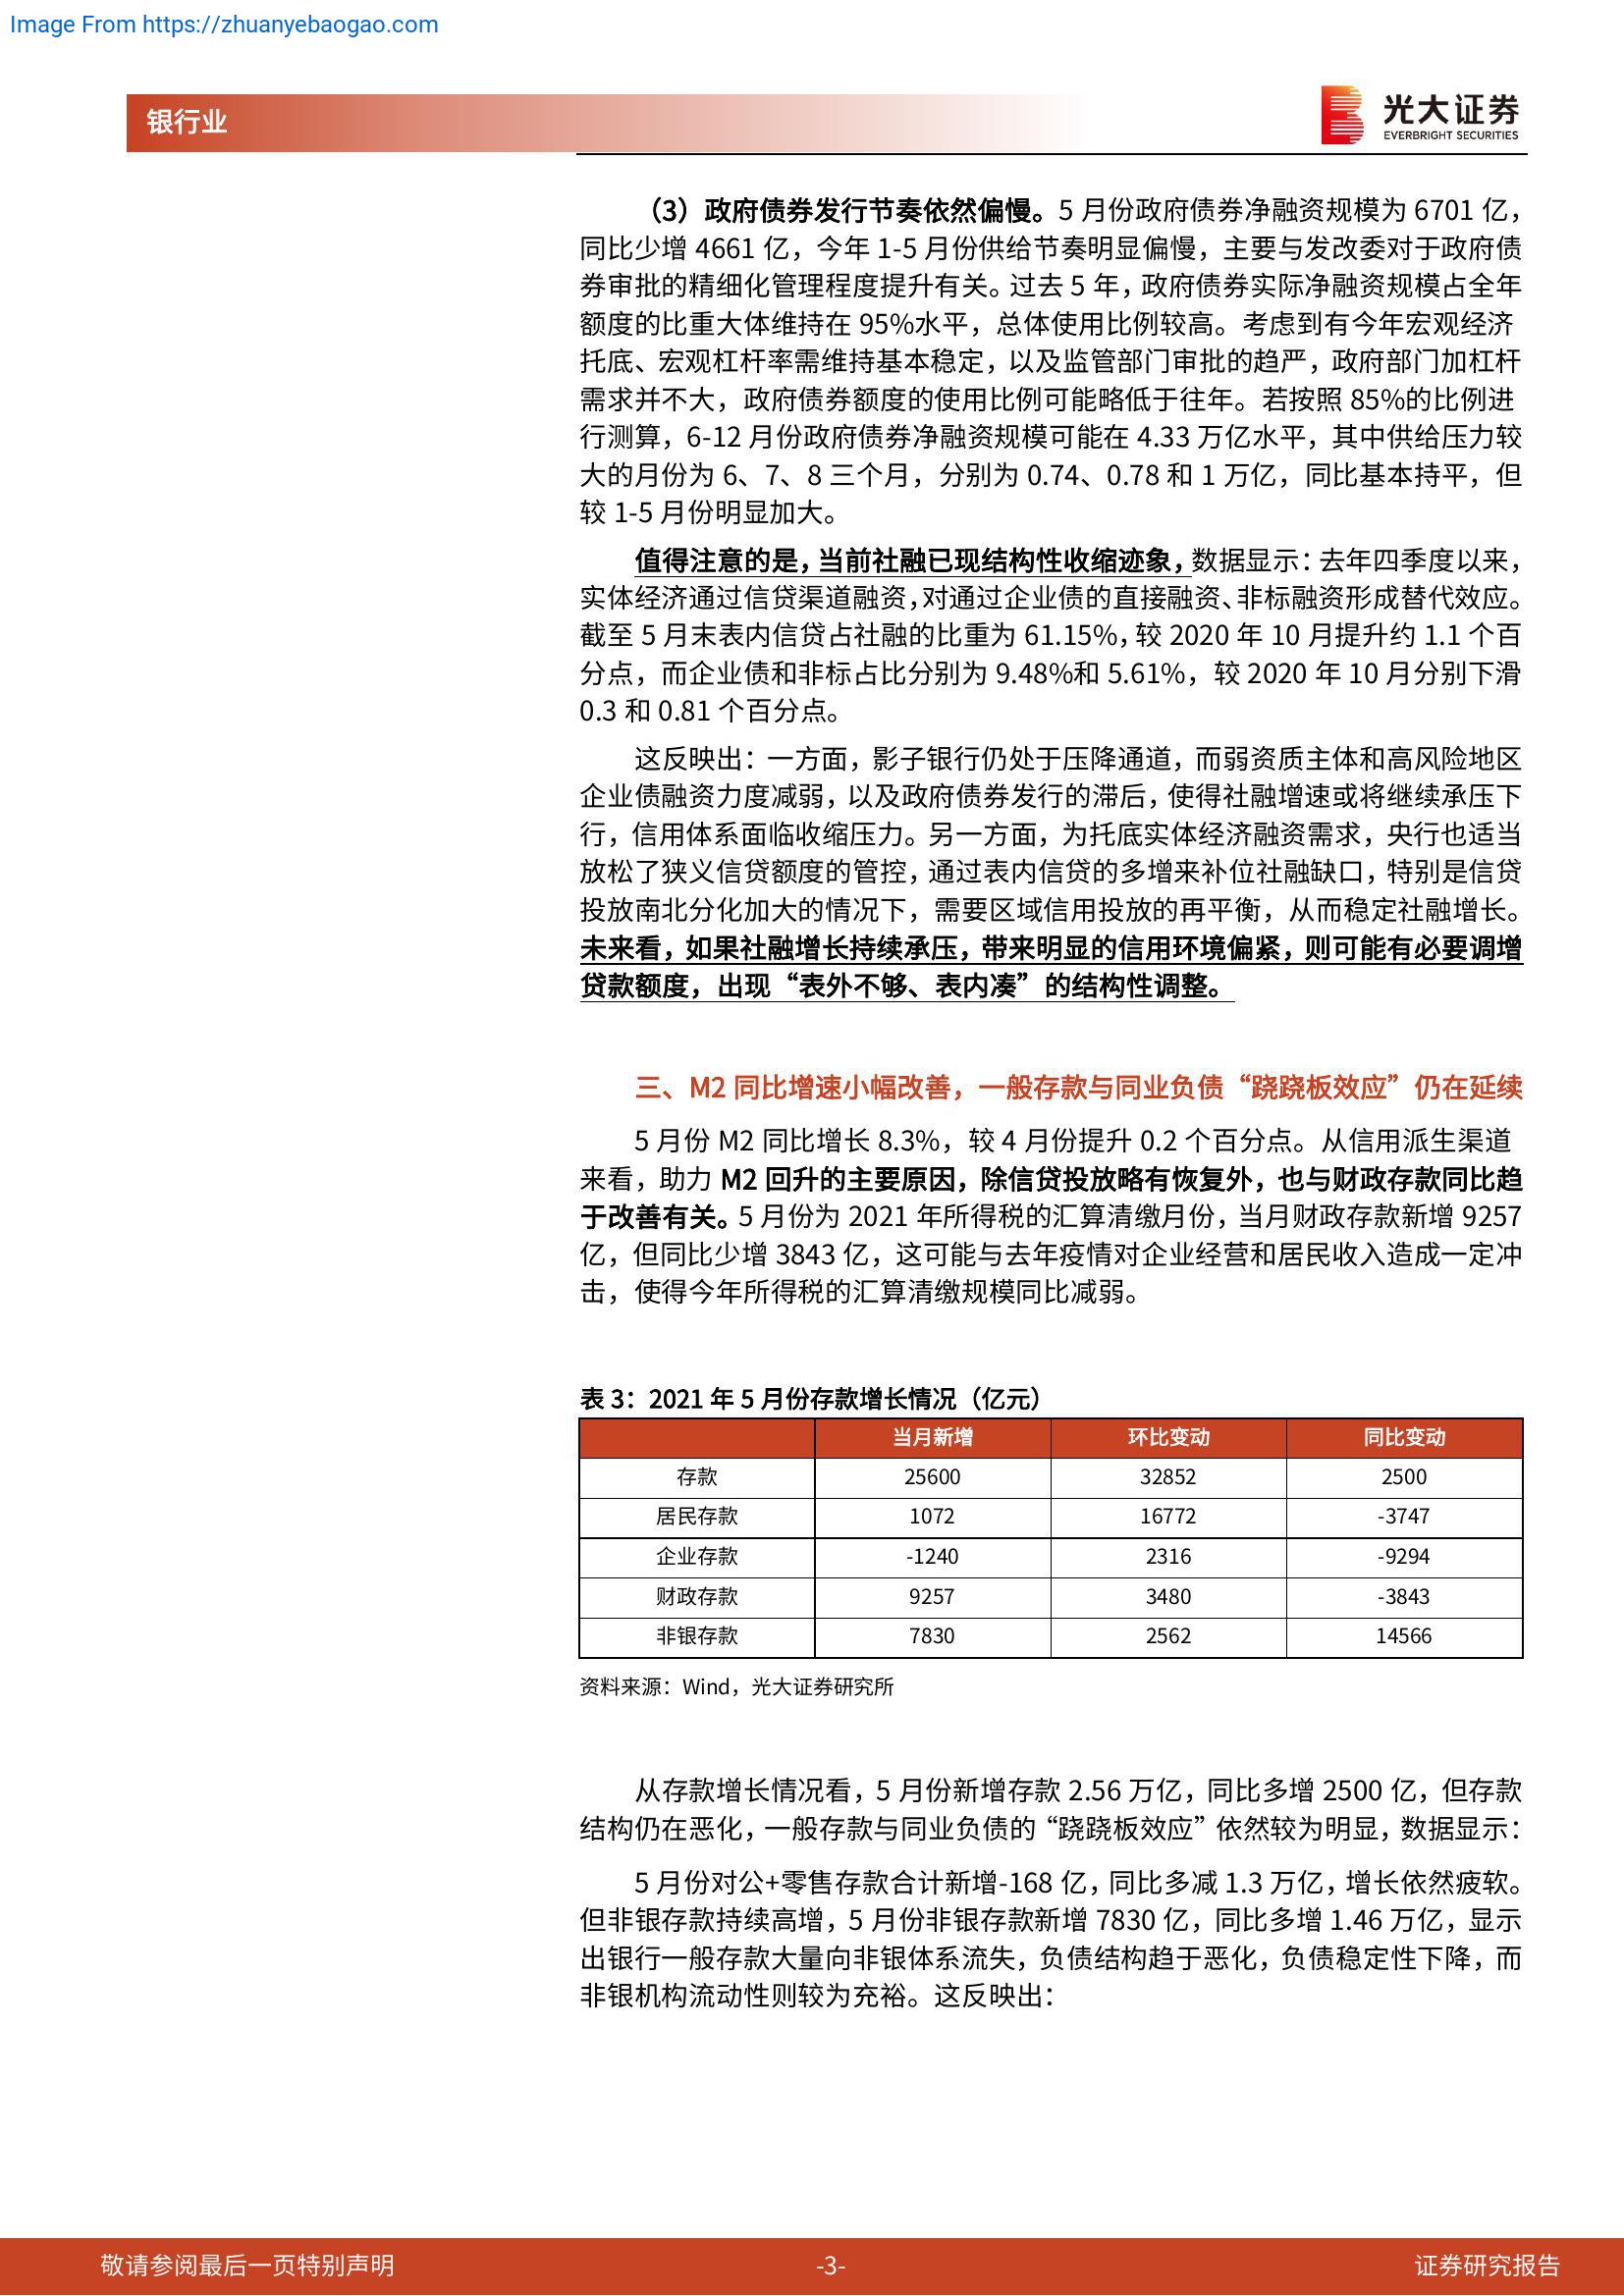 Image From https://zhuanyebaogao.com
银行业
光大证券
EVERBRIGHT SECURITIES
（3）政府债券发行节奏依然偏慢。5 月份政府债券净融资规模为 6701 亿，
同比少增 4661 亿，今年 1-5 月份供给节奏明显偏慢，主要与发改委对于政府债
券审批的精细化管理程度提升有关。过去 5 年，政府债券实际净融资规模占全年
额度的比重大体维持在 95%水平，总体使用比例较高。考虑到有今年宏观经济
托底、宏观杠杆率需维持基本稳定，以及监管部门审批的趋严，政府部门加杠杆
需求并不大，政府债券额度的使用比例可能略低于往年。若按照 85%的比例进
行测算，6-12 月份政府债券净融资规模可能在 4.33 万亿水平，其中供给压力较
大的月份为 6、7、8 三个月，分别为 0.74、0.78 和 1 万亿，同比基本持平，但
较 1-5 月份明显加大。
值得注意的是，当前社融已现结构性收缩迹象，数据显示：去年四季度以来，
实体经济通过信贷渠道融资，对通过企业债的直接融资、非标融资形成替代效应。
截至 5 月末表内信贷占社融的比重为 61.15%，较 2020 年 10 月提升约 1.1 个百
分点，而企业债和非标占比分别为 9.48%和 5.61%，较 2020 年 10 月分别下滑
0.3 和 0.81 个百分点。
这反映出：一方面，影子银行仍处于压降通道，而弱资质主体和高风险地区
企业债融资力度减弱，以及政府债券发行的滞后，使得社融增速或将继续承压下
行，信用体系面临收缩压力。另一方面，为托底实体经济融资需求，央行也适当
放松了狭义信贷额度的管控，通过表内信贷的多增来补位社融缺口，特别是信贷
投放南北分化加大的情况下，需要区域信用投放的再平衡，从而稳定社融增长。
未来看，如果社融增长持续承压，带来明显的信用环境偏紧，则可能有必要调增
贷款额度，出现“表外不够、表内凑”的结构性调整。
三、M2 同比增速小幅改善，一般存款与同业负债“跷跷板效应”仍在延续
5 月份 M2 同比增长 8.3%，较 4 月份提升 0.2 个百分点。从信用派生渠道
来看，助力 M2 回升的主要原因，除信贷投放略有恢复外，也与财政存款同比趋
于改善有关。5 月份为 2021 年所得税的汇算清缴月份，当月财政存款新增 9257
亿，但同比少增 3843 亿，这可能与去年疫情对企业经营和居民收入造成一定冲
击，使得今年所得税的汇算清缴规模同比减弱。
表 3：2021 年 5 月份存款增长情况（亿元）
当月新增 环比变动 同比变动
存款 25600 32852 2500
居民存款 1072 16772 -3747
企业存款 -1240 2316 -9294
财政存款 9257 3480 -3843
非银存款 7830 2562 14566
资料来源：Wind，光大证券研究所
从存款增长情况看，5 月份新增存款 2.56 万亿，同比多增 2500 亿，但存款
结构仍在恶化，一般存款与同业负债的“跷跷板效应”依然较为明显，数据显示：
5 月份对公+零售存款合计新增-168 亿，同比多减 1.3 万亿，增长依然疲软。
但非银存款持续高增，5 月份非银存款新增 7830 亿，同比多增 1.46 万亿，显示
出银行一般存款大量向非银体系流失，负债结构趋于恶化，负债稳定性下降，而
非银机构流动性则较为充裕。这反映出：
敬请参阅最后一页特别声明 -3- 证券研究报告